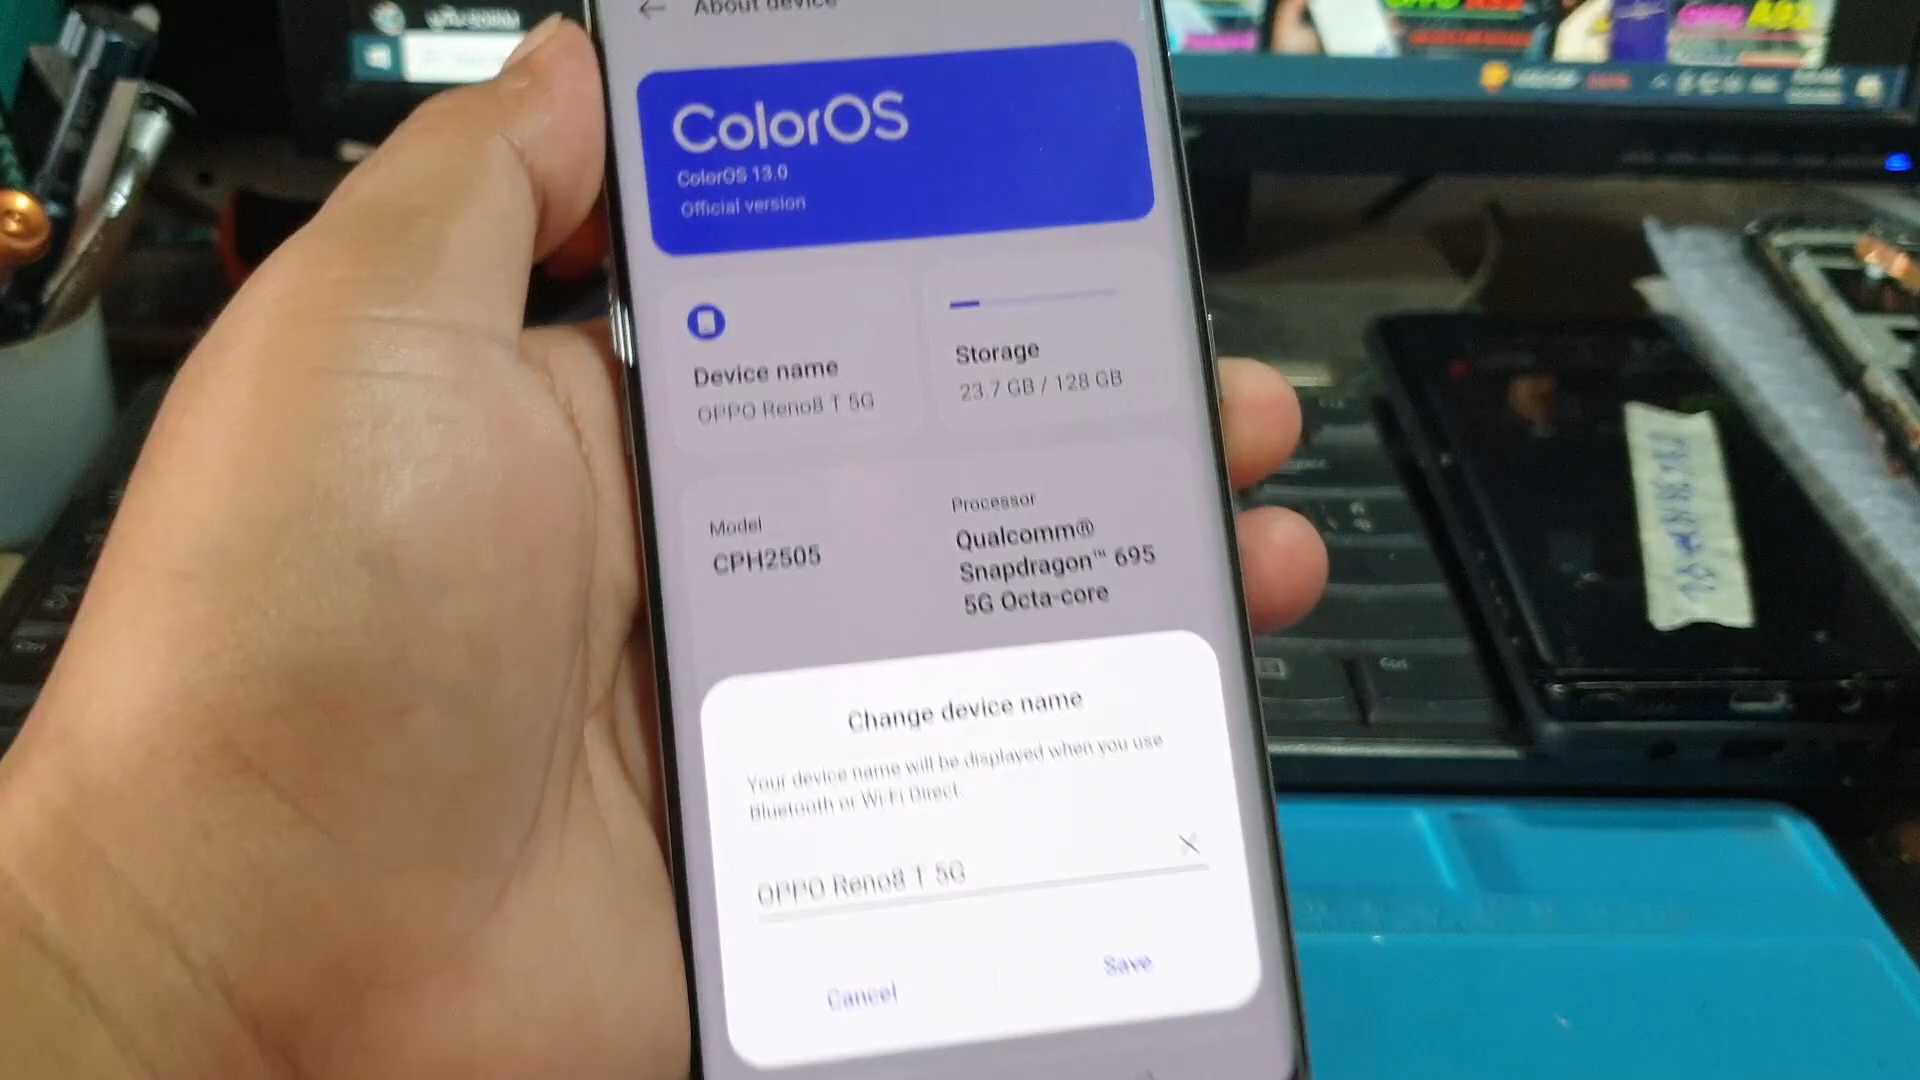 About device
ColorOS
ColorOS 13.0
Official version
Device name
OPPO Reno8 T 5G
Storage
23.7 GB / 128 GB
Model
CPH2505
Processor
Qualcomm®
Snapdragon™ 695
5G Octa-core
Change device name
Your device name will be displayed when you use
Bluetooth or Wi-Fi Direct.
OPPO Reno8 T 5G
Cancel
Save